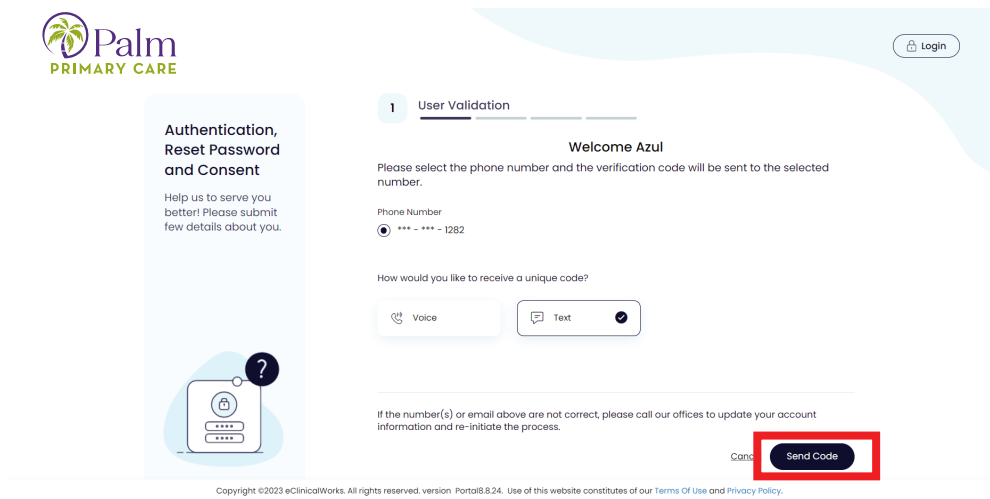 Palm
PRIMARY CARE
Login
Authentication,
Reset Password
and Consent
Help us to serve you
better! Please submit
few details about you.
?
1 User Validation
Welcome Azul
Please select the phone number and the verification code will be sent to the selected
number.
Phone Number
*** - *** - 1282
How would you like to receive a unique code?
Voice
Text
If the number(s) or email above are not correct, please call our offices to update your account
information and re-initiate the process.
Canc
Send Code
Copyright ©2023 eClinicalWorks. All rights reserved. version Portal8.8.24. Use of this website constitutes of our Terms Of Use and Privacy Policy.